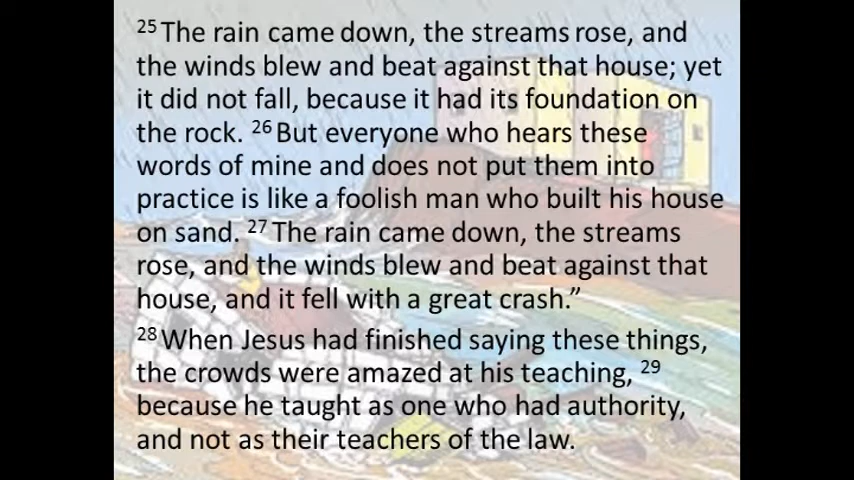 25 The rain came down, the streams rose, and
the winds blew and beat against that house; yet
it did not fall, because it had its foundation on
the rock. 26 But everyone who hears these
words of mine and does not put them into
practice is like a foolish man who built his house
on sand. 27 The rain came down, the streams
rose, and the winds blew and beat against that
house, and it fell with a great crash.”
28 When Jesus had finished saying these things,
the crowds were amazed at his teaching, 29
because he taught as one who had authority,
and not as their teachers of the law.